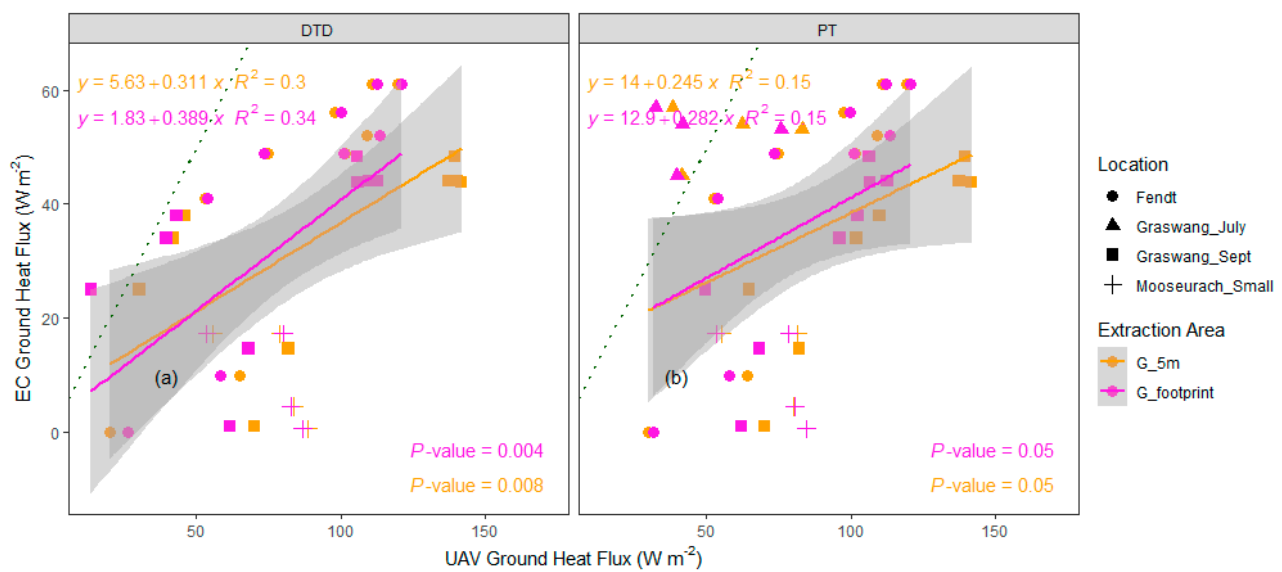 DTD
PT
y = 5.63+0.311 x R² = 0.3
y = 1.83+0.389 x R² = 0.34
y = 14+0.245 x R² = 0.15
y = 12.9+0.282 x R² = 0.15
(a)
(b)
P-value = 0.004
P-value = 0.008
P-value = 0.05
P-value = 0.05
60
40
20
0
EC Ground Heat Flux (W m⁻²)
50
100
150
50
100
150
UAV Ground Heat Flux (W m⁻²)
Location
Fendt
Graswang_July
Graswang_Sept
Mooseurach_Small
Extraction Area
G_5m
G_footprint